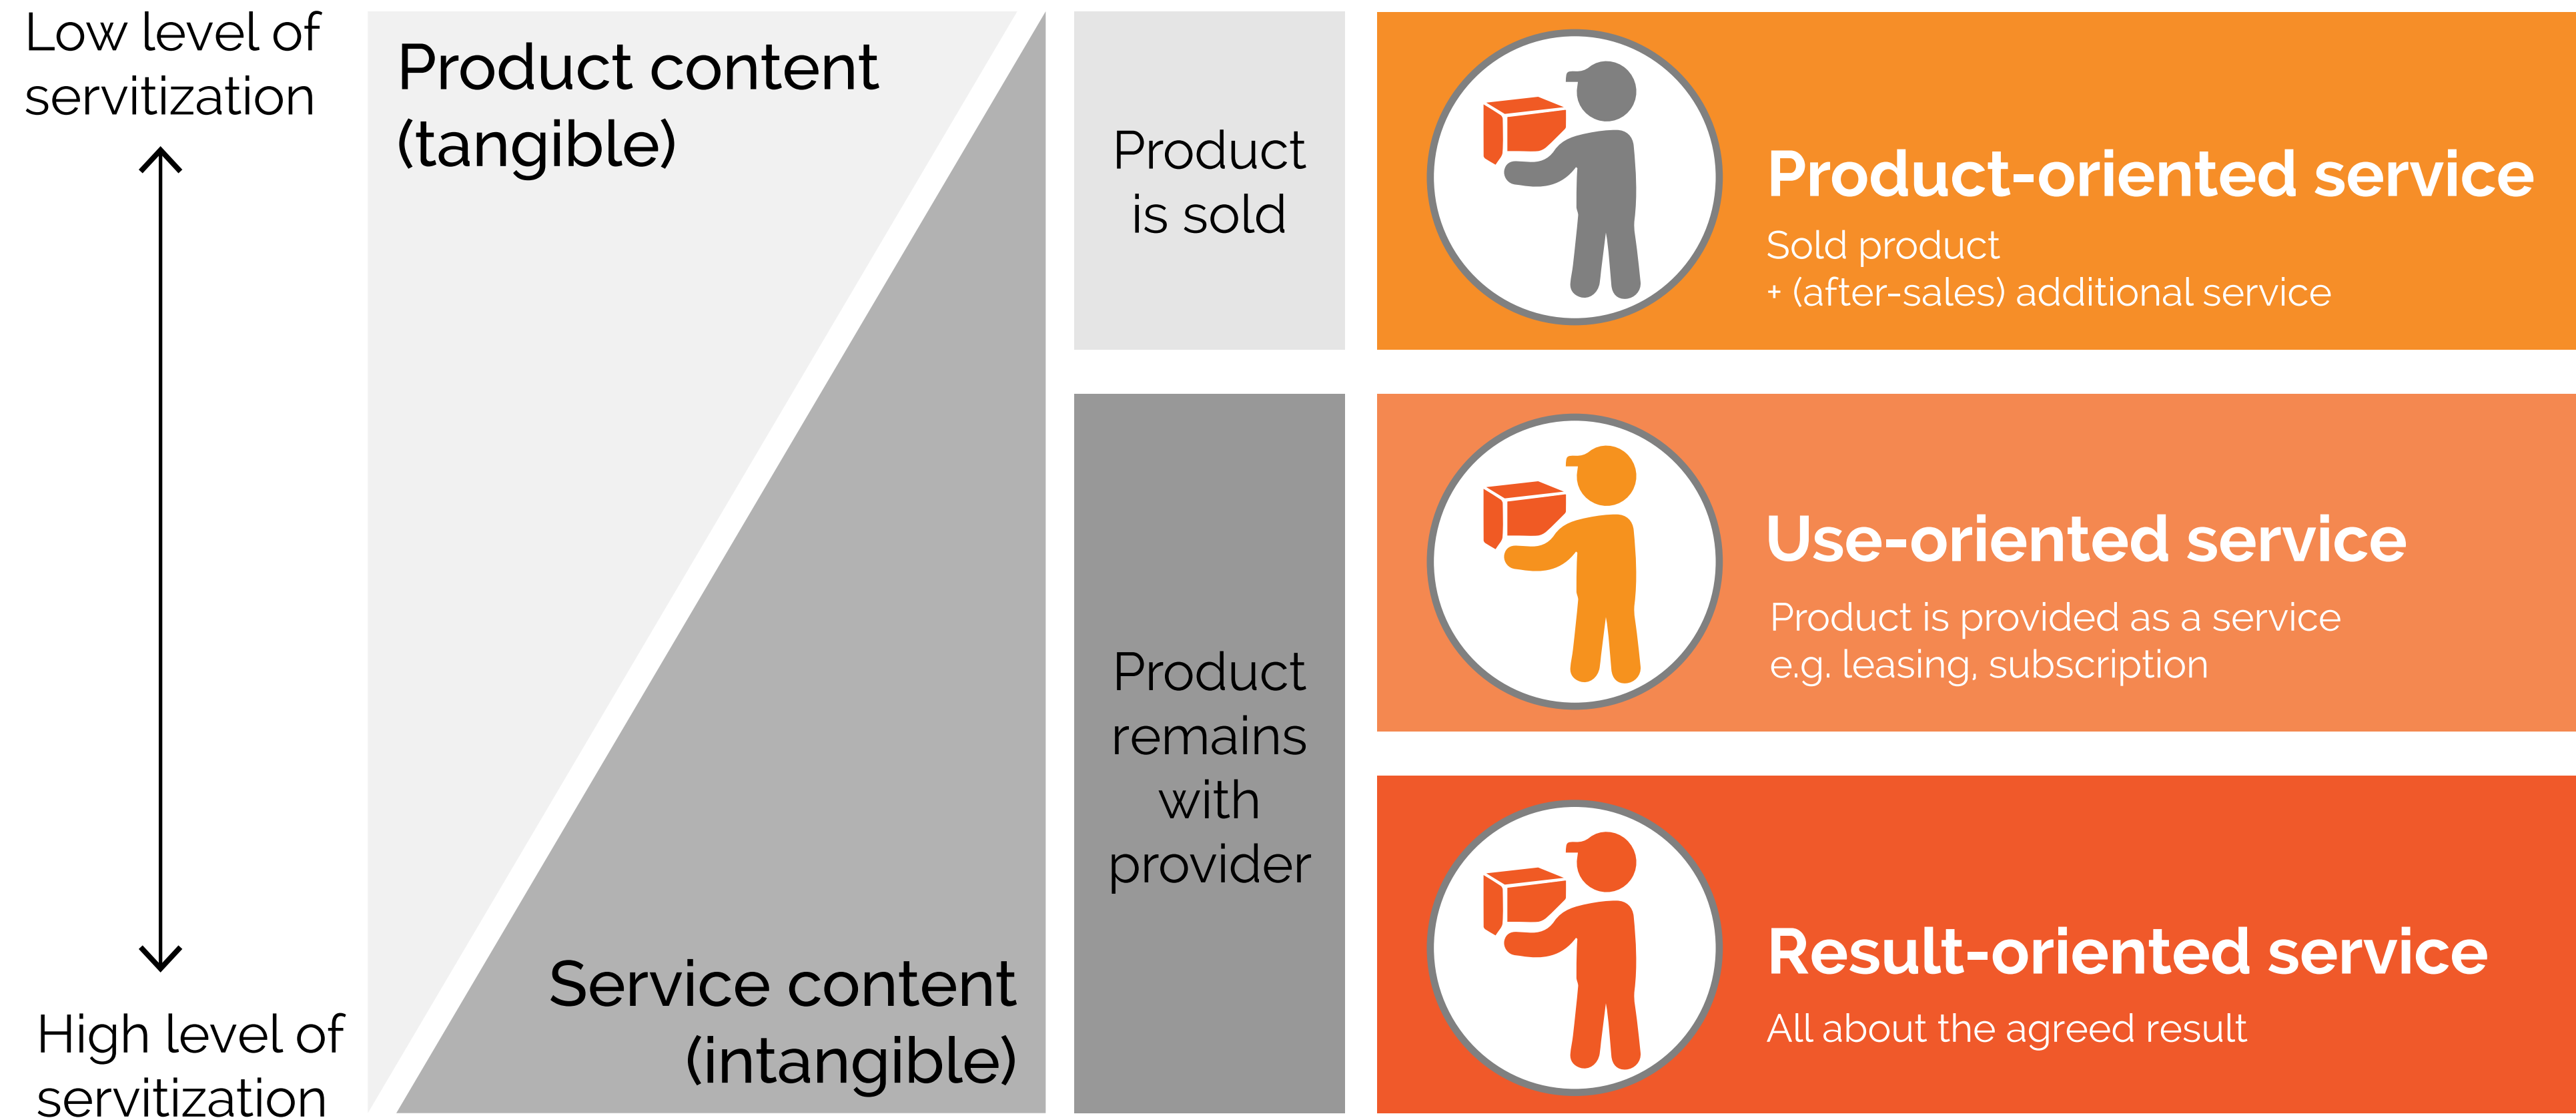 Low level of
servitization
High level of
servitization
Product content
(tangible)
Service content
(intangible)
Product
is sold
Product
remains
with
provider
Product-oriented service
Sold product
+ (after-sales) additional service
Use-oriented service
Product is provided as a service
e.g. leasing, subscription
Result-oriented service
All about the agreed result